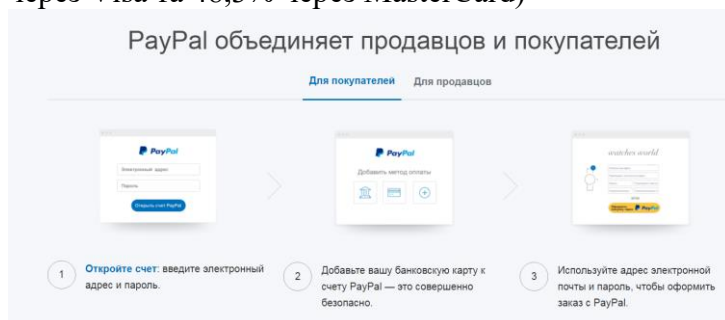 через Visa та 48,5% через MasterCard)
PayPal объединяет продавцов и покупателей
Для покупателей Для продавцов
PayPal
Электронный адрес
Пароль
Открыть счет PayPal
PayPal
Добавить метод оплаты
watches world
PayPal
1 Откройте счет: введите электронный
адрес и пароль.
2 Добавьте вашу банковскую карту к
счету PayPal — это совершенно
безопасно.
3 Используйте адрес электронной
почты и пароль, чтобы оформить
заказ с PayPal.